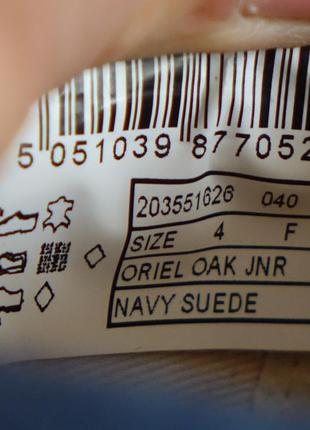 5 051039 877052
203551626 040
SIZE 4 F
ORIEL OAK JNR
NAVY SUEDE